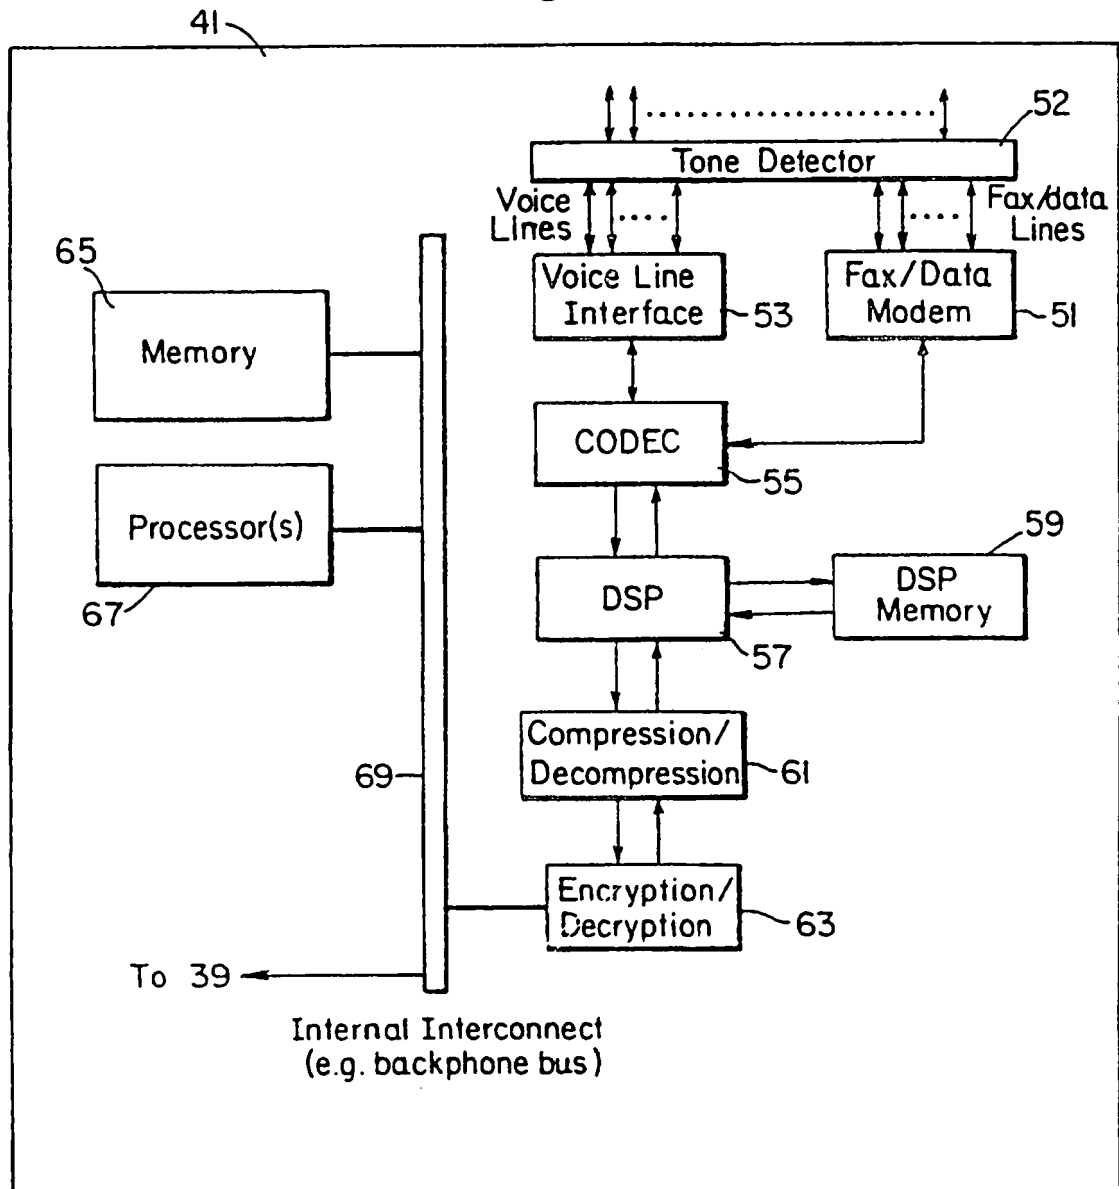 41
52
Tone Detector
Voice
Lines
Fax/data
Lines
65
Memory
Voice Line
Interface
53
Fax/Data
Modem
51
CODEC
55
Processor(s)
67
59
DSP
57
DSP
Memory
Compression/
Decompression
61
69
Encryption/
Decryption
63
To 39
Internal Interconnect
(e.g. backphone bus)